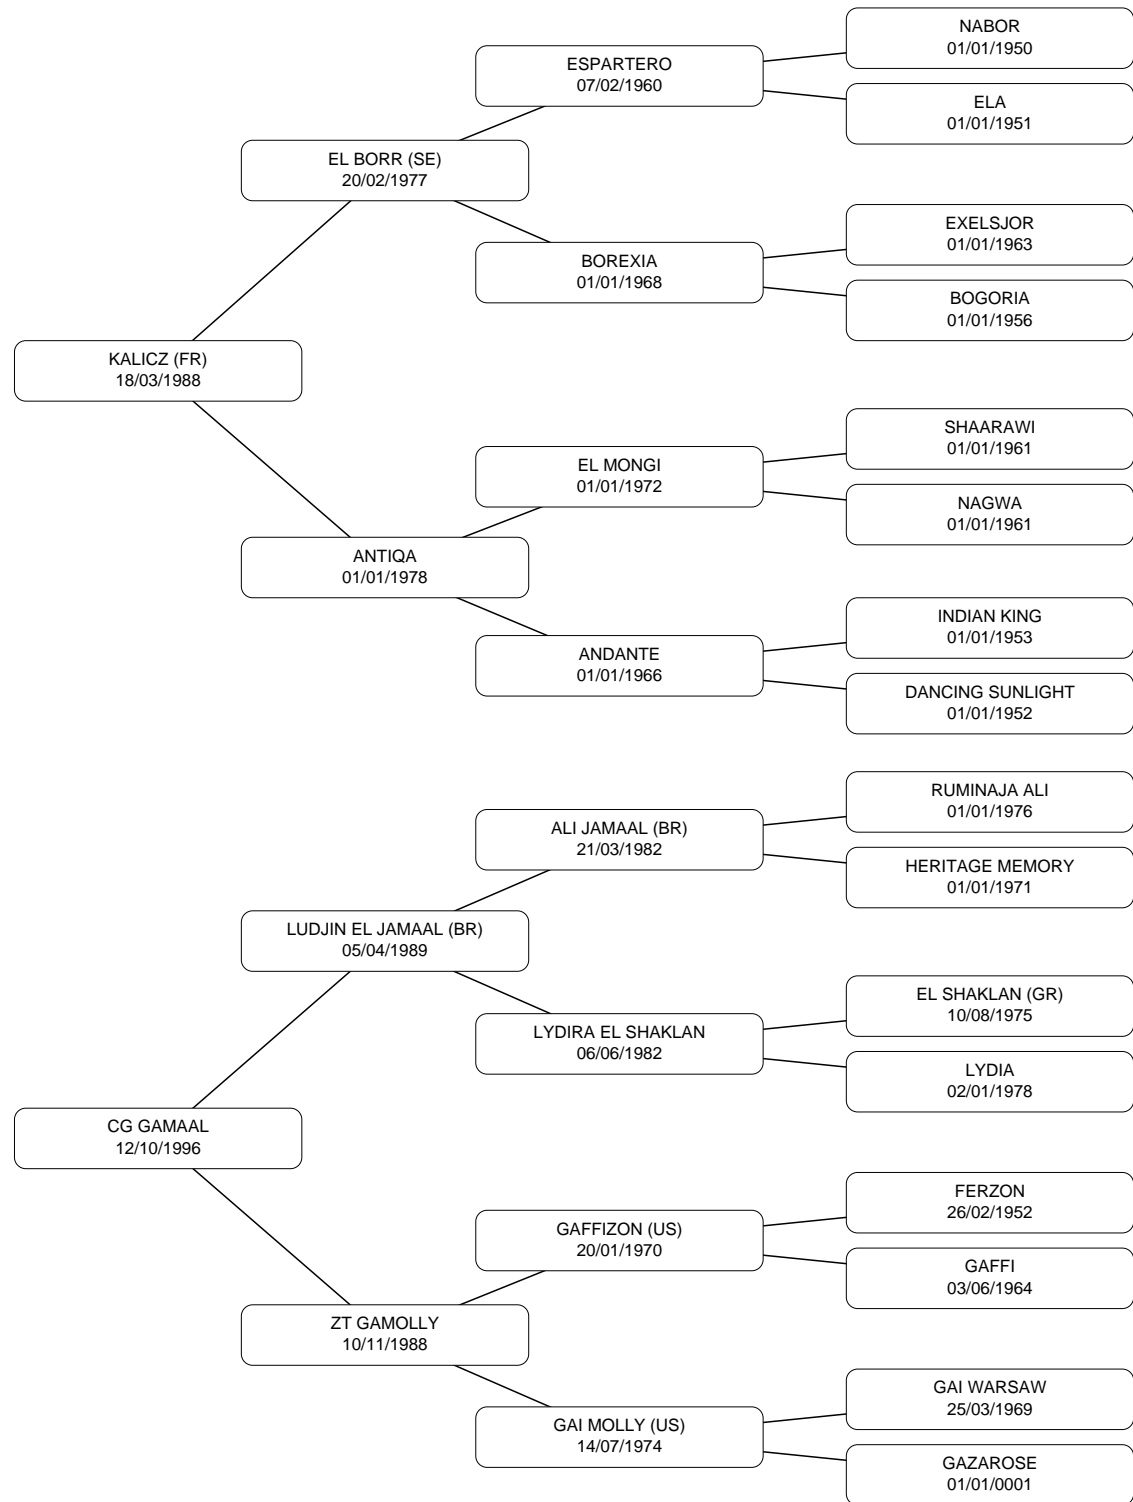 NABOR
01/01/1950
ESPARTERO
07/02/1960
ELA
01/01/1951
EL BORR (SE)
20/02/1977
EXELSJOR
01/01/1963
BOREXIA
01/01/1968
BOGORIA
01/01/1956
KALICZ (FR)
18/03/1988
SHAARAWI
01/01/1961
EL MONGI
01/01/1972
NAGWA
01/01/1961
ANTIQA
01/01/1978
INDIAN KING
01/01/1953
ANDANTE
01/01/1966
DANCING SUNLIGHT
01/01/1952
RUMINAJA ALI
01/01/1976
ALI JAMAAL (BR)
21/03/1982
HERITAGE MEMORY
01/01/1971
LUDJIN EL JAMAAL (BR)
05/04/1989
EL SHAKLAN (GR)
10/08/1975
LYDIRA EL SHAKLAN
06/06/1982
LYDIA
02/01/1978
CG GAMAAL
12/10/1996
FERZON
26/02/1952
GAFFIZON (US)
20/01/1970
GAFFI
03/06/1964
ZT GAMOLLY
10/11/1988
GAI WARSAW
25/03/1969
GAI MOLLY (US)
14/07/1974
GAZAROSE
01/01/0001